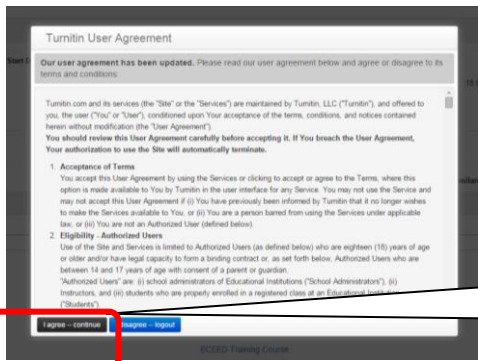 Turnitin User Agreement
Our user agreement has been updated. Please read our user agreement below and agree or disagree to its
terms and conditions.
Turnitin.com and its services (the "Site" or the "Services") are maintained by Turnitin, LLC ("Turnitin"), and offered to
you, the user ("You" or "User"), conditioned upon Your acceptance of the terms, conditions, and notices contained
herein without modification (the "User Agreement").
You should review this User Agreement carefully before accepting it. If You Breach the User Agreement,
Your authorization to use the Site will automatically terminate.
1. Acceptance of Terms
You accept this User Agreement by using the Services or clicking to accept or agree to the Terms, where this
option is made available to You by Turnitin in the user interface for any Service. You may not use the Service and
may not accept this User Agreement if (i) You have previously been informed by Turnitin that it no longer wishes
to make the Services available to You, or (ii) You are a person barred from using the Services under applicable
law, or (iii) You are not an Authorized User (defined below).
2. Eligibility - Authorized Users
Use of the Site and Services is limited to Authorized Users (as defined below) who are eighteen (18) years of age
or older and/or have legal capacity to form a binding contract or, as set forth below, Authorized Users who are
between 14 and 17 years of age with consent of a parent or guardian.
"Authorized Users" are: (i) school administrators of Educational Institutions ("School Administrators"), (ii)
Instructors, and (iii) students who are properly enrolled in a registered class at an Educational Institution
("Students")
I agree -- continue
disagree -- logout
ECEED Training Course